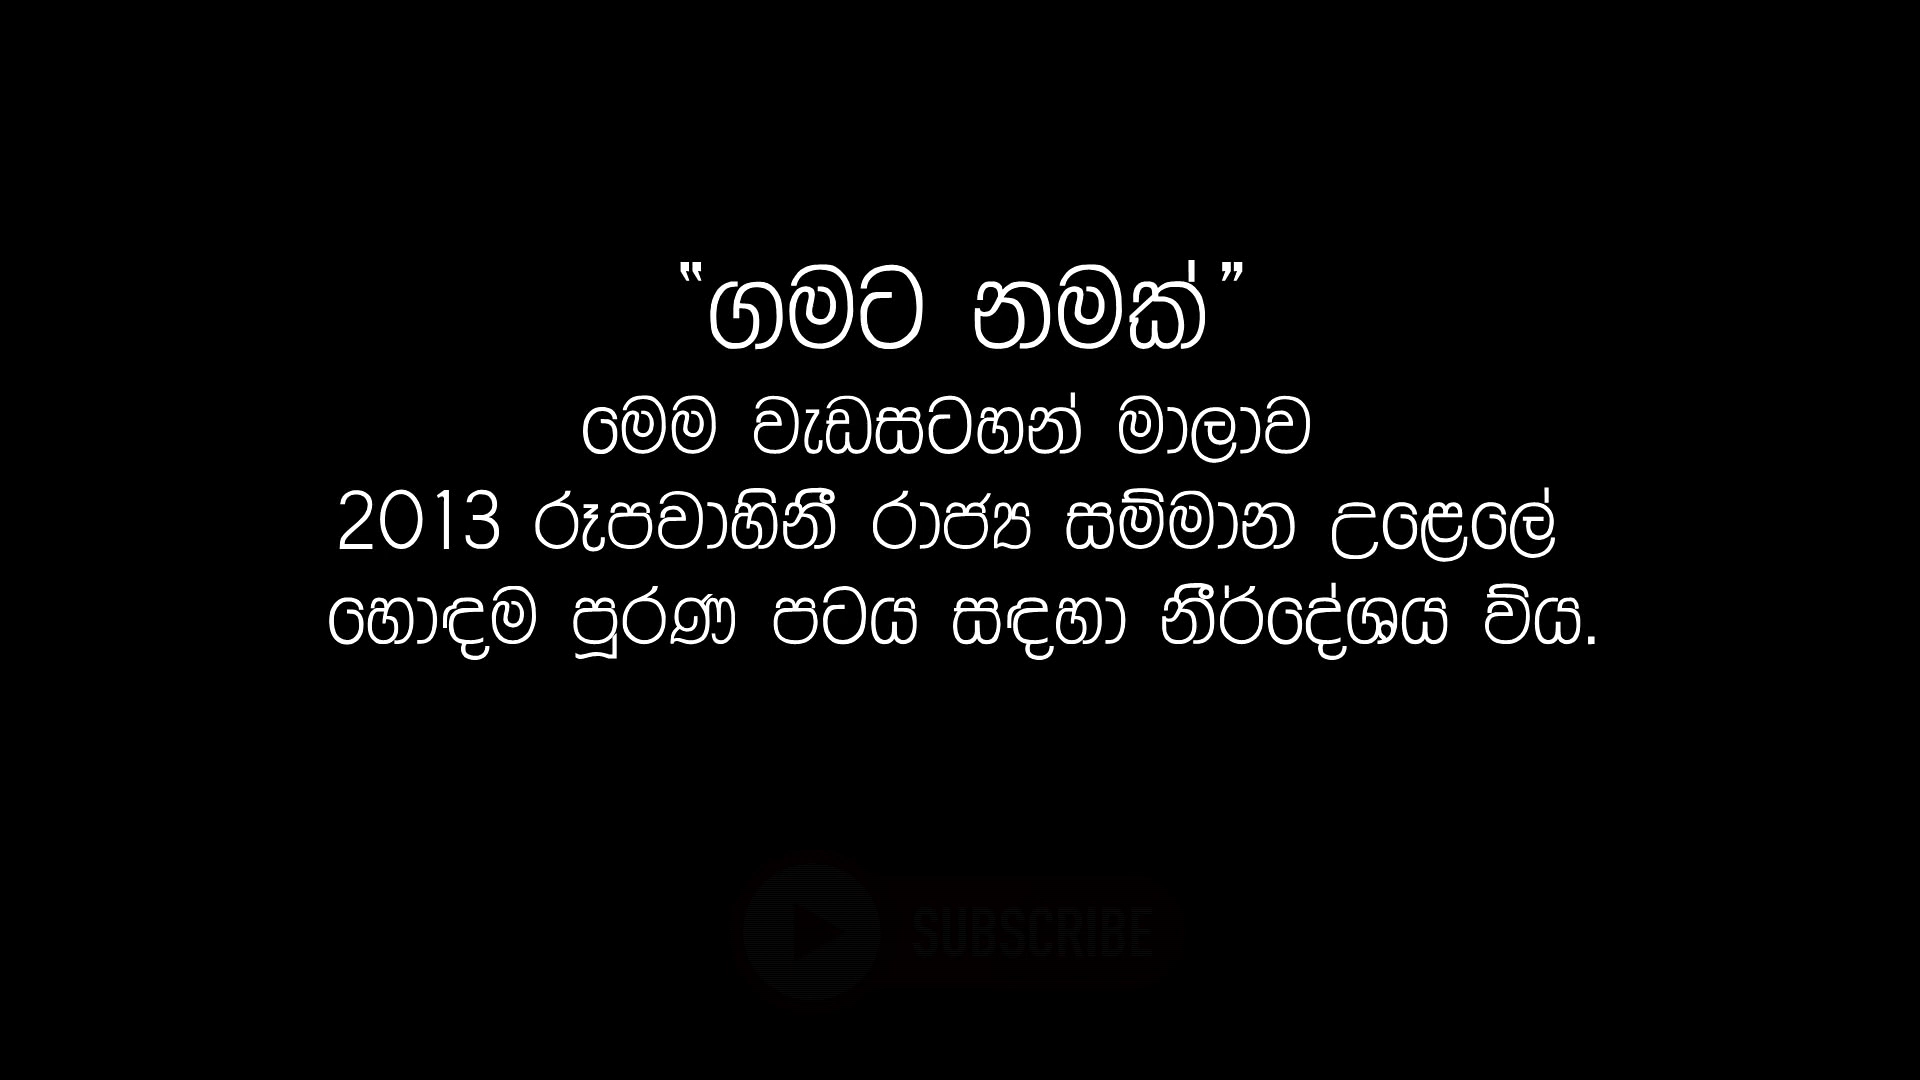 “ගමට නමක්”
මෙම වැඩසටහන් මාලාව
2013 රූපවාහිනී රාජ්‍ය සම්මාන උළෙලේ
හොඳම පූරණ පටය සඳහා නිර්දේශය විය.
SUBSCRIBE